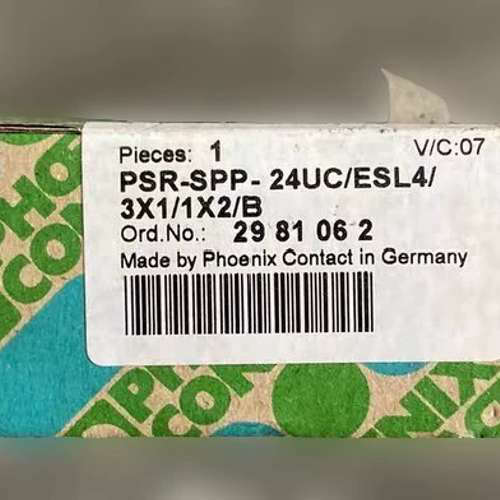 Pieces: 1
V/C:07
PSR-SPP- 24UC/ESL4/
3X1/1X2/B
Ord.No.: 29 81 06 2
Made by Phoenix Contact in Germany